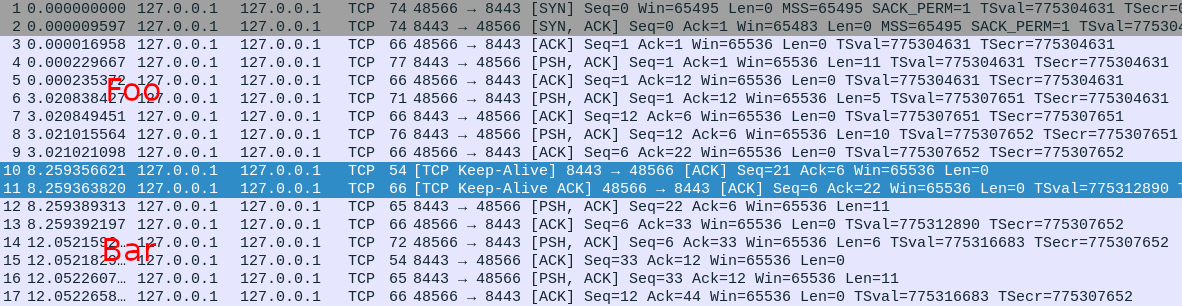 1 0.000000000 127.0.0.1 127.0.0.1 TCP 74 48566 → 8443 [SYN] Seq=0 Win=65495 Len=0 MSS=65495 SACK_PERM=1 TSval=775304631 TSecr=0
2 0.000009597 127.0.0.1 127.0.0.1 TCP 74 8443 → 48566 [SYN, ACK] Seq=0 Ack=1 Win=65483 Len=0 MSS=65495 SACK_PERM=1 TSval=775304
3 0.000016958 127.0.0.1 127.0.0.1 TCP 66 48566 → 8443 [ACK] Seq=1 Ack=1 Win=65536 Len=0 TSval=775304631 TSecr=775304631
4 0.000229667 127.0.0.1 127.0.0.1 TCP 77 8443 → 48566 [PSH, ACK] Seq=1 Ack=1 Win=65536 Len=11 TSval=775304631 TSecr=775304631
5 0.000235372 127.0.0.1 127.0.0.1 TCP 66 48566 → 8443 [ACK] Seq=1 Ack=12 Win=65536 Len=0 TSval=775304631 TSecr=775304631
Foo
6 3.020838427 127.0.0.1 127.0.0.1 TCP 71 48566 → 8443 [PSH, ACK] Seq=1 Ack=12 Win=65536 Len=5 TSval=775307651 TSecr=775304631
7 3.020849451 127.0.0.1 127.0.0.1 TCP 66 8443 → 48566 [ACK] Seq=12 Ack=6 Win=65536 Len=0 TSval=775307651 TSecr=775307651
8 3.021015564 127.0.0.1 127.0.0.1 TCP 76 8443 → 48566 [PSH, ACK] Seq=12 Ack=6 Win=65536 Len=10 TSval=775307652 TSecr=775307651
9 3.021021098 127.0.0.1 127.0.0.1 TCP 66 48566 → 8443 [ACK] Seq=6 Ack=22 Win=65536 Len=0 TSval=775307652 TSecr=775307652
10 8.259356621 127.0.0.1 127.0.0.1 TCP 54 [TCP Keep-Alive] 8443 → 48566 [ACK] Seq=21 Ack=6 Win=65536 Len=0
11 8.259363820 127.0.0.1 127.0.0.1 TCP 66 [TCP Keep-Alive ACK] 48566 → 8443 [ACK] Seq=6 Ack=22 Win=65536 Len=0 TSval=775312890 T
12 8.259389313 127.0.0.1 127.0.0.1 TCP 65 8443 → 48566 [PSH, ACK] Seq=22 Ack=6 Win=65536 Len=11
13 8.259392197 127.0.0.1 127.0.0.1 TCP 66 48566 → 8443 [ACK] Seq=6 Ack=33 Win=65536 Len=0 TSval=775312890 TSecr=775307652
14 12.0521592… 127.0.0.1 127.0.0.1 TCP 72 48566 → 8443 [PSH, ACK] Seq=6 Ack=33 Win=65536 Len=6 TSval=775316683 TSecr=775307652
Bar
15 12.0521829… 127.0.0.1 127.0.0.1 TCP 54 8443 → 48566 [ACK] Seq=33 Ack=12 Win=65536 Len=0
16 12.0522607… 127.0.0.1 127.0.0.1 TCP 65 8443 → 48566 [PSH, ACK] Seq=33 Ack=12 Win=65536 Len=11
17 12.0522658… 127.0.0.1 127.0.0.1 TCP 66 48566 → 8443 [ACK] Seq=12 Ack=44 Win=65536 Len=0 TSval=775316683 TSecr=775307652